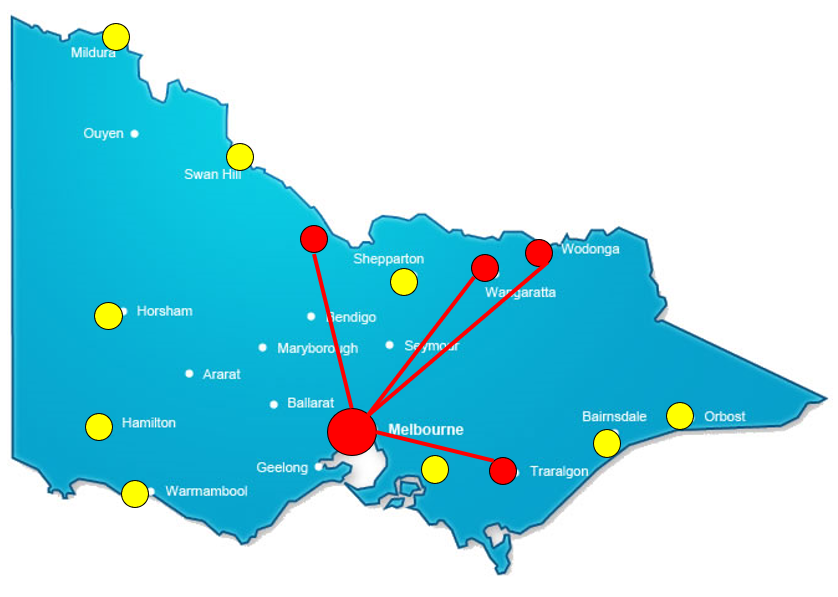 Mildura
Ouyen
Swan Hill
Shepparton
Wodonga
Wangaratta
Horsham
Bendigo
Maryborough
Seymour
Ararat
Ballarat
Hamilton
Melbourne
Bairnsdale
Orbost
Geelong
Traralgon
Warrnambool